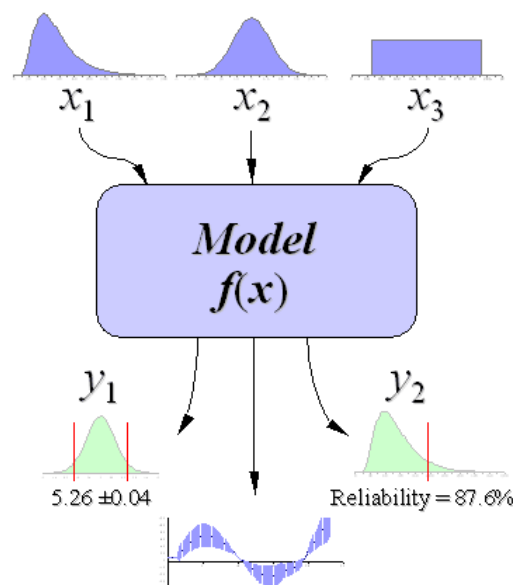 x1 x2 x3
Model
f(x)
y1 y2
5.26 ±0.04 Reliability = 87.6%